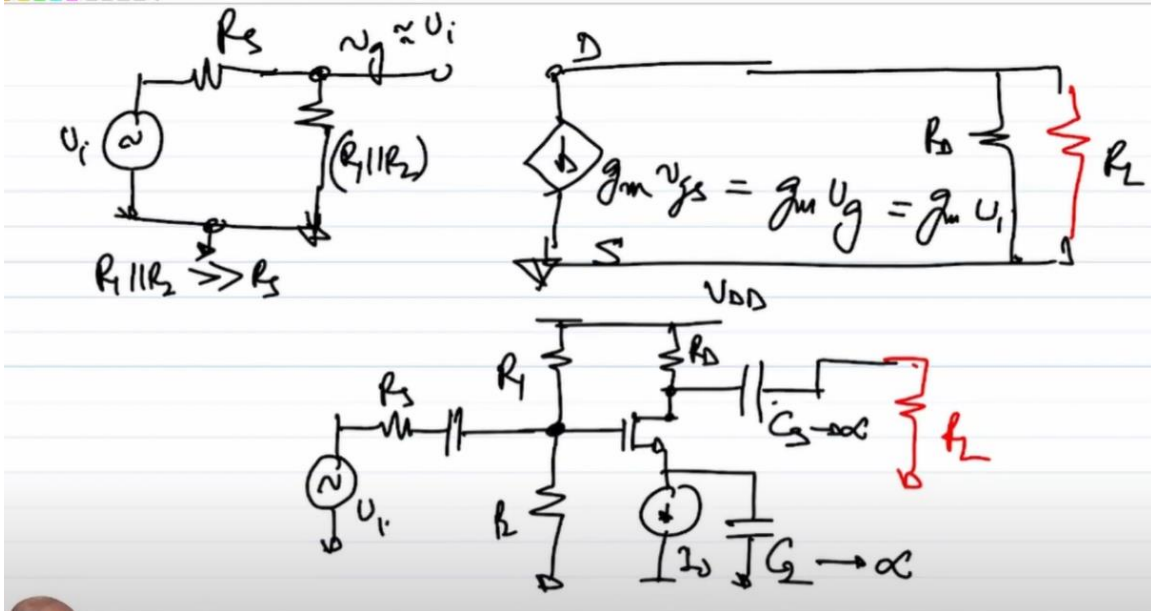 Rs
vg ≈ vi
vi
(R1||R2)
R1||R2 >> Rs
D
gm vgs = gm vg = gm vi
S
RD
RL
VDD
R1
RD
Rs
C3→∞
RL
vi
R2
I0
C2→∞